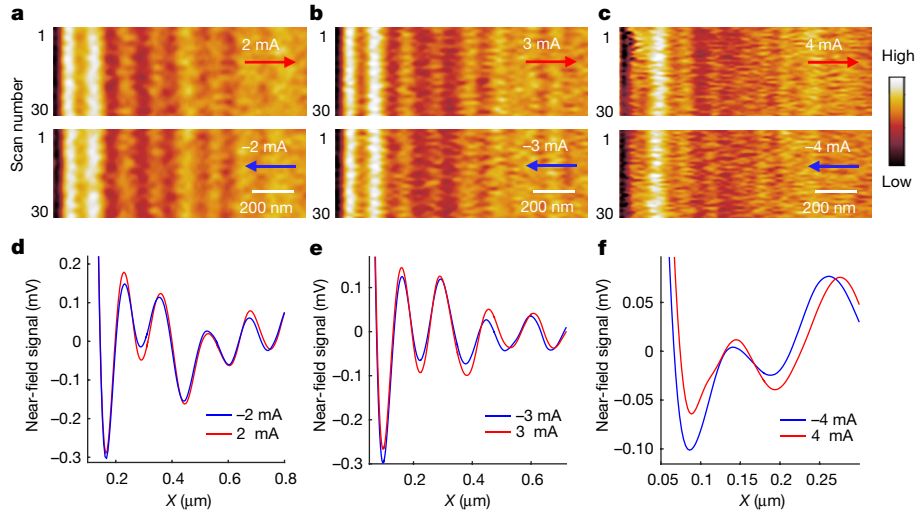 a
b
c
Scan number
1
30
2 mA
3 mA
4 mA
1
30
1
30
1
30
–2 mA
200 nm
1
30
–3 mA
200 nm
1
30
–4 mA
200 nm
High
Low
d
Near-field signal (mV)
0.2
0.1
0
–0.1
–0.2
–0.3
–2 mA
2 mA
0.2
0.4
0.6
0.8
X (μm)
e
Near-field signal (mV)
0.2
0.1
0
–0.1
–0.2
–0.3
–3 mA
3 mA
0.2
0.4
0.6
X (μm)
f
Near-field signal (mV)
0.05
0
–0.05
–0.10
–4 mA
4 mA
0.05
0.1
0.15
0.2
0.25
X (μm)